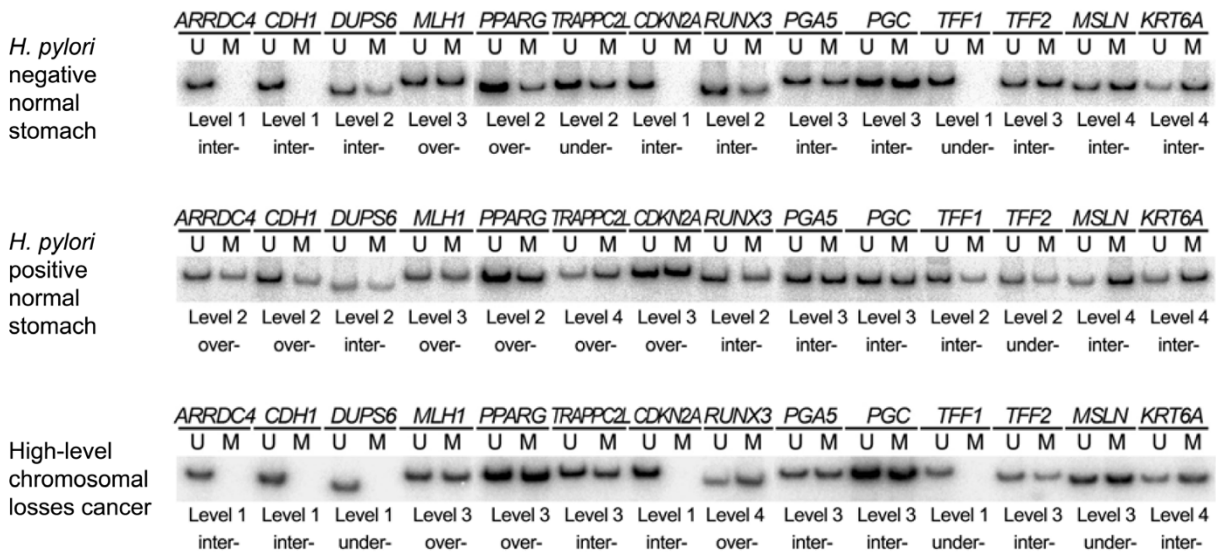 ARRDC4 CDH1 DUPS6 MLH1 PPARG TRAPPC2L CDKN2A RUNX3 PGA5 PGC TFF1 TFF2 MSLN KRT6A
U M U M U M U M U M U M U M U M U M U M U M U M U M U M
H. pylori
negative
normal
stomach
Level 1 Level 1 Level 2 Level 3 Level 2 Level 2 Level 1 Level 2 Level 3 Level 3 Level 1 Level 3 Level 4 Level 4
inter- inter- inter- over- over- under- inter- inter- inter- inter- under- inter- inter- inter-
ARRDC4 CDH1 DUPS6 MLH1 PPARG TRAPPC2L CDKN2A RUNX3 PGA5 PGC TFF1 TFF2 MSLN KRT6A
U M U M U M U M U M U M U M U M U M U M U M U M U M U M
H. pylori
positive
normal
stomach
Level 2 Level 2 Level 2 Level 3 Level 2 Level 4 Level 3 Level 2 Level 3 Level 3 Level 2 Level 2 Level 4 Level 4
over- over- inter- over- over- over- over- inter- inter- inter- inter- under- inter- inter-
ARRDC4 CDH1 DUPS6 MLH1 PPARG TRAPPC2L CDKN2A RUNX3 PGA5 PGC TFF1 TFF2 MSLN KRT6A
U M U M U M U M U M U M U M U M U M U M U M U M U M U M
High-level
chromosomal
losses cancer
Level 1 Level 1 Level 1 Level 3 Level 3 Level 3 Level 1 Level 4 Level 3 Level 3 Level 1 Level 3 Level 3 Level 4
inter- inter- under- over- over- inter- inter- over- inter- inter- under- inter- under- inter-